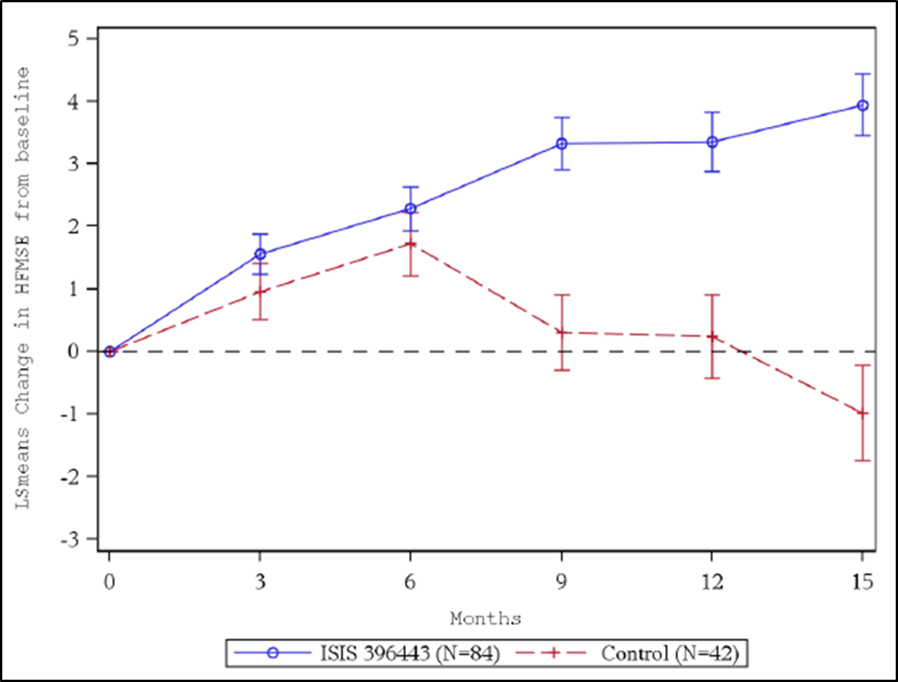 LSmeans Change in HFMSE from baseline
5
4
3
2
1
0
-1
-2
-3
0 3 6 9 12 15
Months
ISIS 396443 (N=84) Control (N=42)